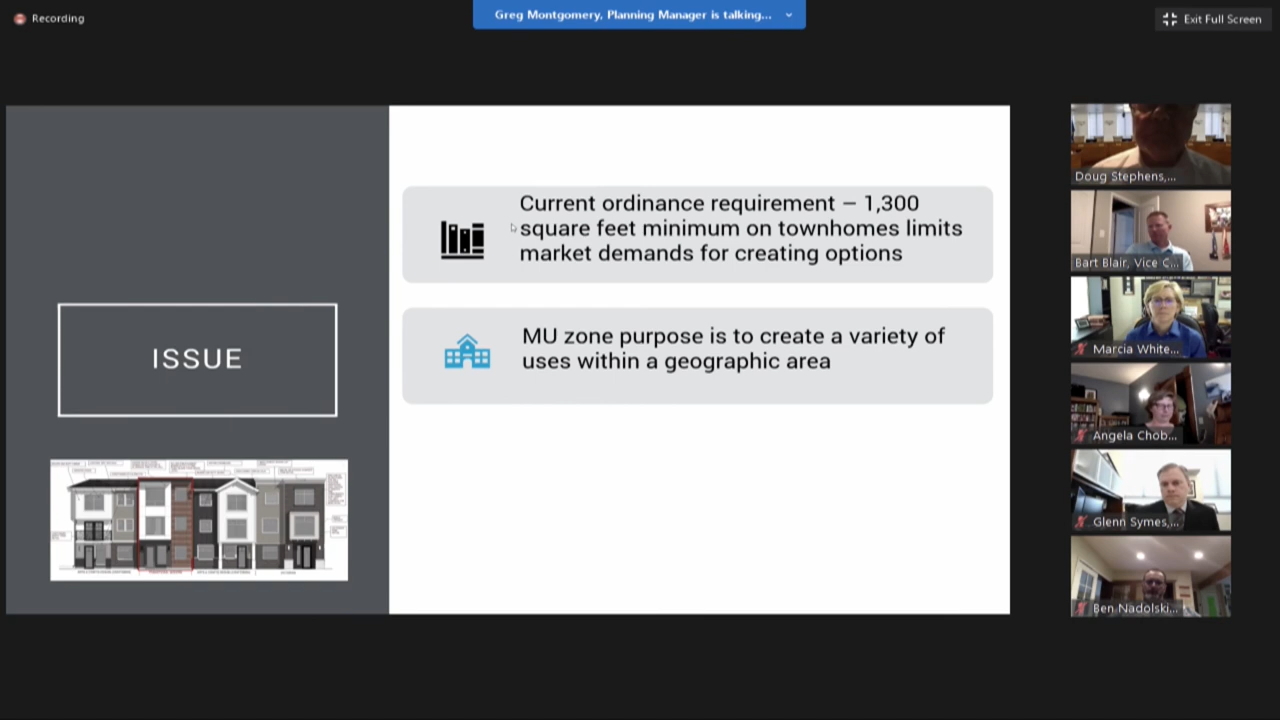 Recording
Greg Montgomery, Planning Manager is talking...
Exit Full Screen
ISSUE
Current ordinance requirement – 1,300
square feet minimum on townhomes limits
market demands for creating options
MU zone purpose is to create a variety of
uses within a geographic area
Doug Stephens,...
Bart Blair, Vice C...
Marcia White...
Angela Chob...
Glenn Symes,...
Ben Nadolski...